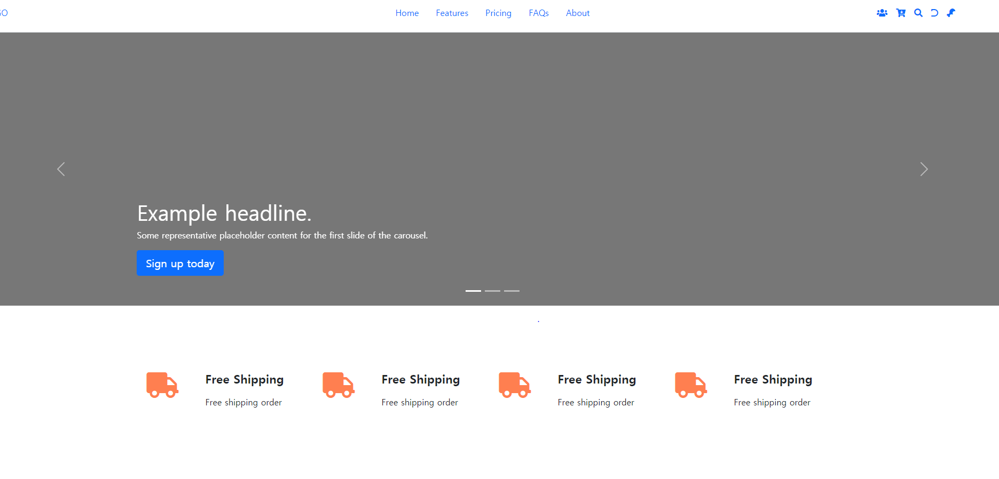 GO
Home Features Pricing FAQs About
Example headline.
Some representative placeholder content for the first slide of the carousel.
Sign up today
Free Shipping Free Shipping Free Shipping Free Shipping
Free shipping order Free shipping order Free shipping order Free shipping order